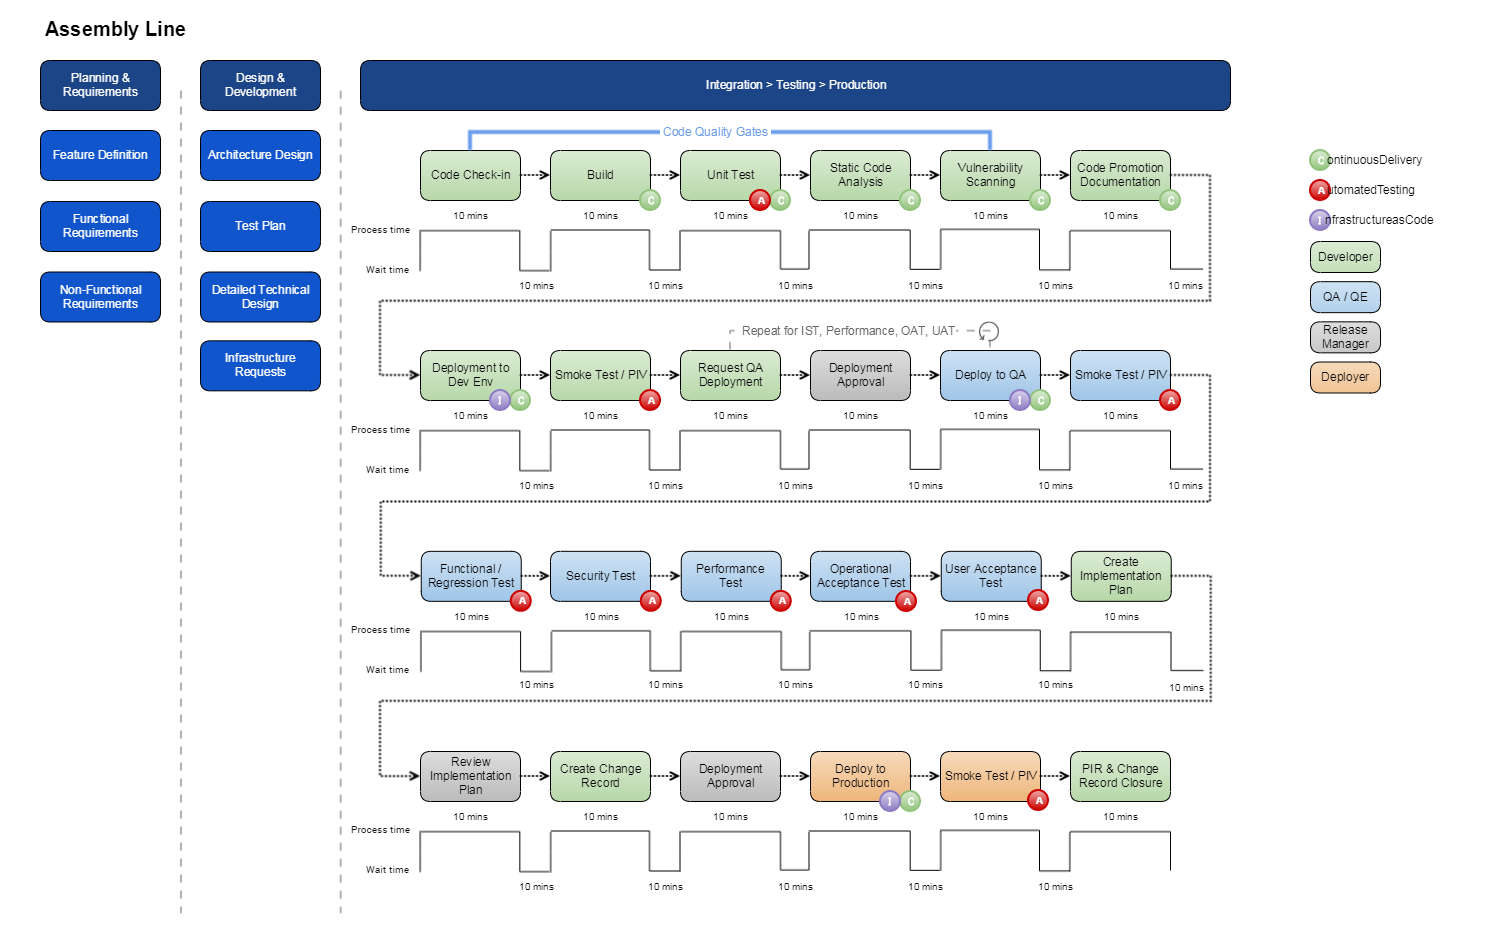 Assembly Line
Planning &
Requirements
Feature Definition
Functional
Requirements
Non-Functional
Requirements
Design &
Development
Architecture Design
Test Plan
Detailed Technical
Design
Infrastructure
Requests
Integration > Testing > Production
Code Quality Gates
Code Check-in
Build
C
Unit Test
A C
Static Code
Analysis
C
Vulnerability
Scanning
C
Code Promotion
Documentation
C
10 mins 10 mins 10 mins 10 mins 10 mins 10 mins
Process time
Wait time
10 mins 10 mins 10 mins 10 mins 10 mins 10 mins
Repeat for IST, Performance, OAT, UAT
Deployment to
Dev Env
I C
Smoke Test / PIV
A
Request QA
Deployment
Deployment
Approval
Deploy to QA
I C
Smoke Test / PIV
A
10 mins 10 mins 10 mins 10 mins 10 mins 10 mins
Process time
Wait time
10 mins 10 mins 10 mins 10 mins 10 mins 10 mins
Functional /
Regression Test
A
Security Test
A
Performance
Test
A
Operational
Acceptance Test
A
User Acceptance
Test
A
Create
Implementation
Plan
10 mins 10 mins 10 mins 10 mins 10 mins 10 mins
Process time
Wait time
10 mins 10 mins 10 mins 10 mins 10 mins 10 mins
Review
Implementation
Plan
Create Change
Record
Deployment
Approval
Deploy to
Production
I C
Smoke Test / PIV
A
PIR & Change
Record Closure
10 mins 10 mins 10 mins 10 mins 10 mins 10 mins
Process time
Wait time
10 mins 10 mins 10 mins 10 mins 10 mins
ContinuousDelivery
AutomatedTesting
InfrastructureasCode
Developer
QA / QE
Release
Manager
Deployer